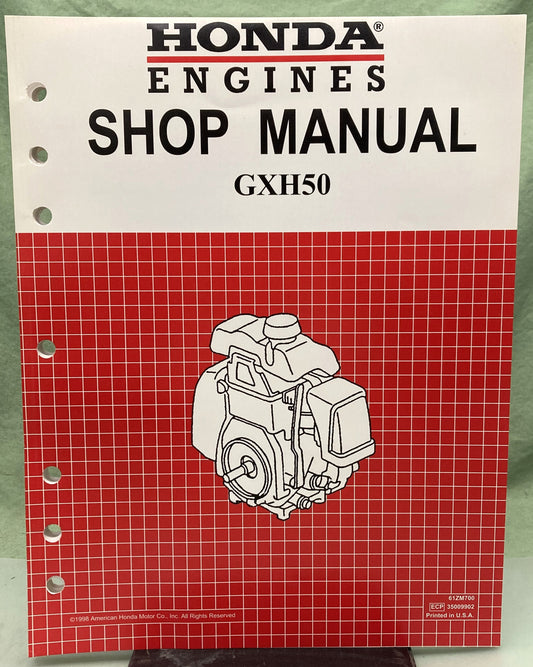 HONDA®
ENGINES
SHOP MANUAL
GXH50
61ZM700
ECP 35009902
Printed in U.S.A.
©1998 American Honda Motor Co., Inc. All Rights Reserved